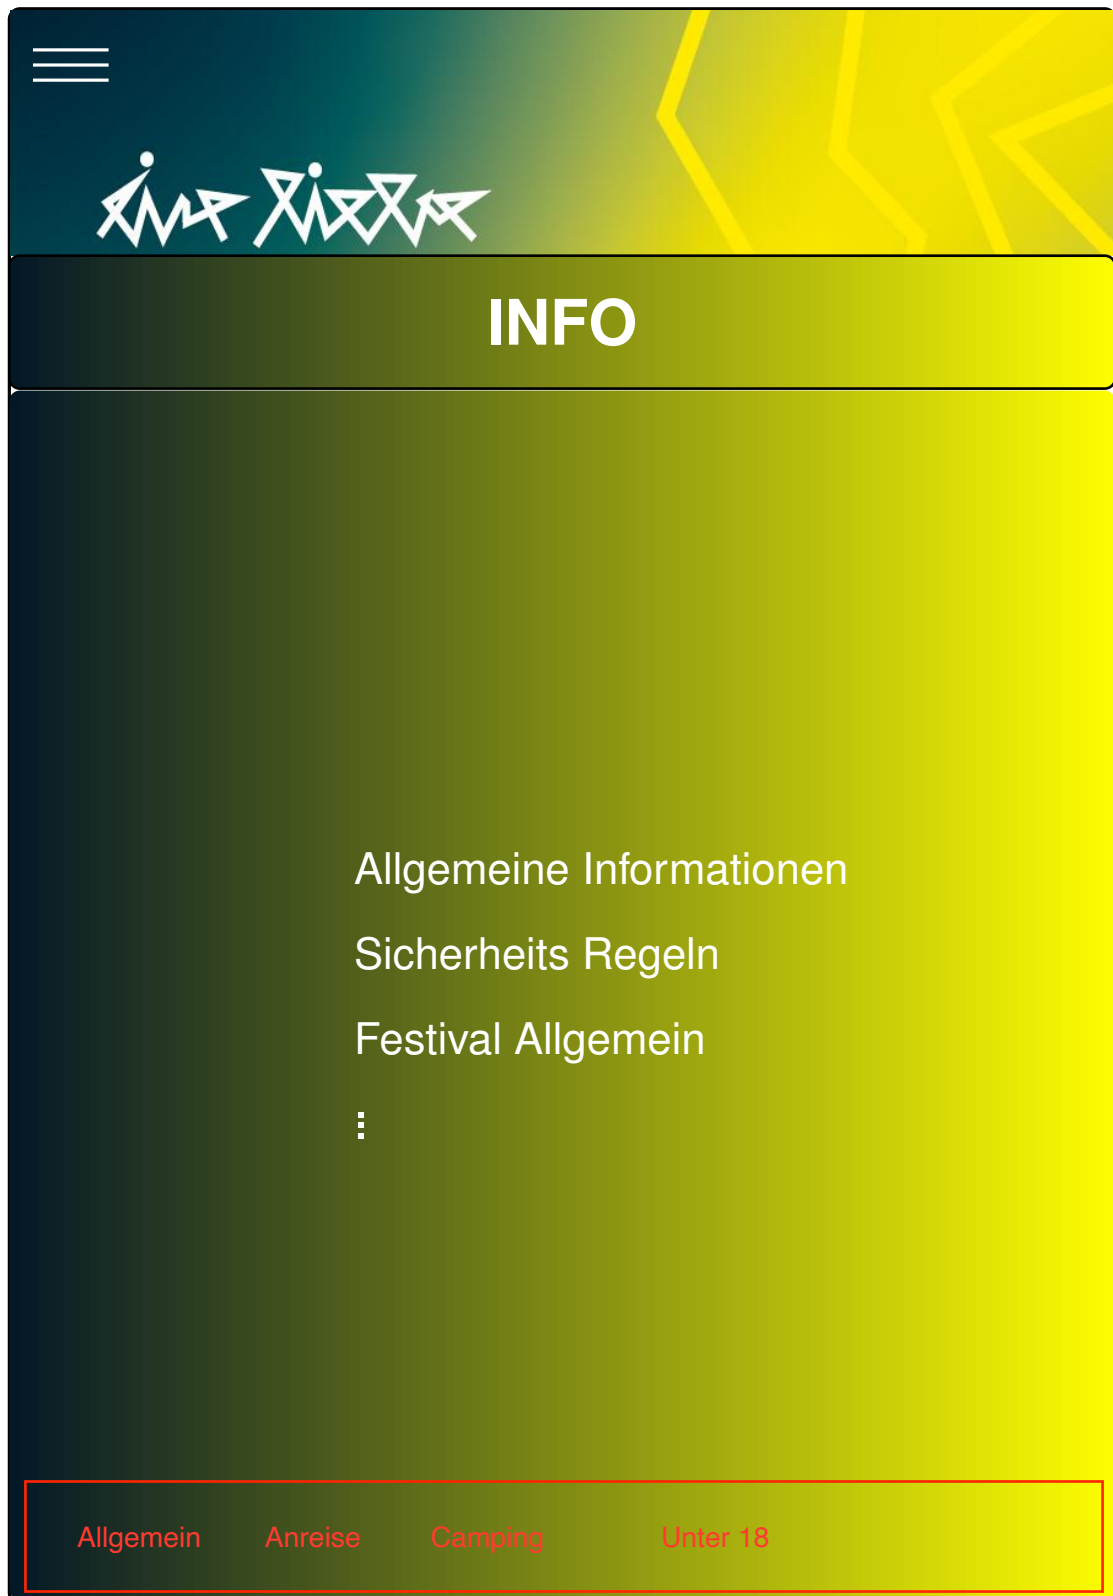 INFO
Allgemeine Informationen
Sicherheits Regeln
Festival Allgemein
Allgemein Anreise Camping Unter 18